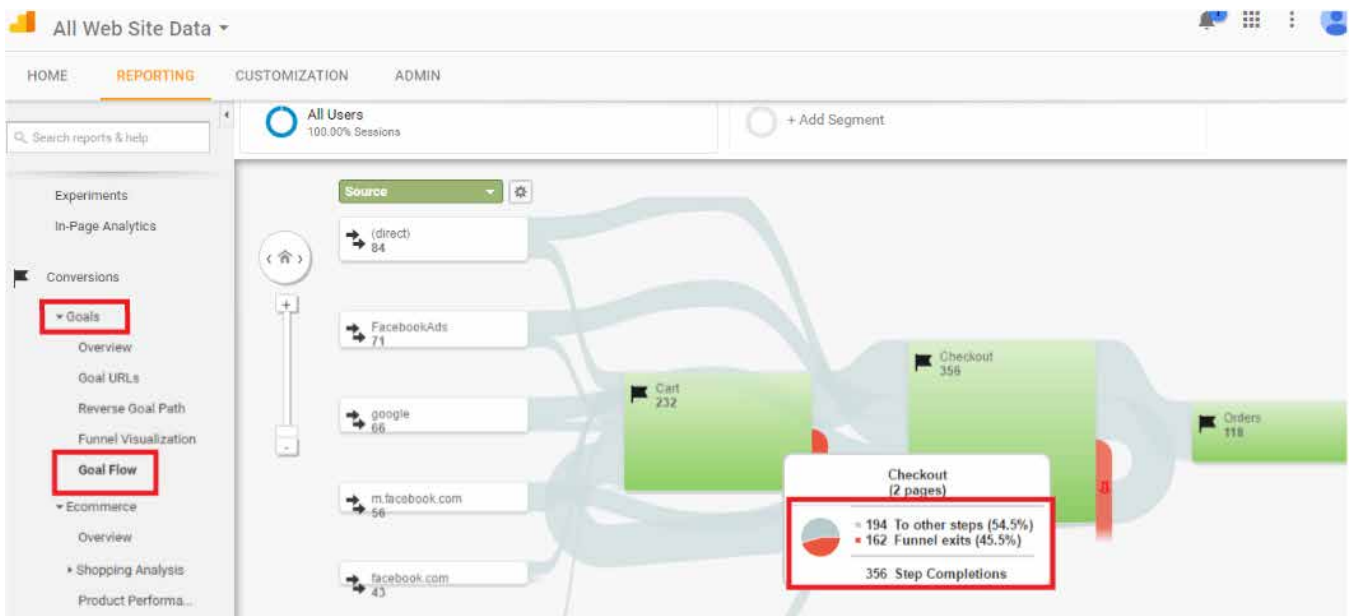 All Web Site Data
HOME REPORTING CUSTOMIZATION ADMIN
Search reports & help
Experiments
In-Page Analytics
Conversions
Goals
Overview
Goal URLs
Reverse Goal Path
Funnel Visualization
Goal Flow
Ecommerce
Overview
Shopping Analysis
Product Performa...
All Users
100.00% Sessions
+ Add Segment
Source
(direct)
84
FacebookAds
71
google
66
m.facebook.com
56
facebook.com
43
Cart
232
Checkout
356
Orders
118
Checkout
(2 pages)
194 To other steps (54.5%)
162 Funnel exits (45.5%)
356 Step Completions